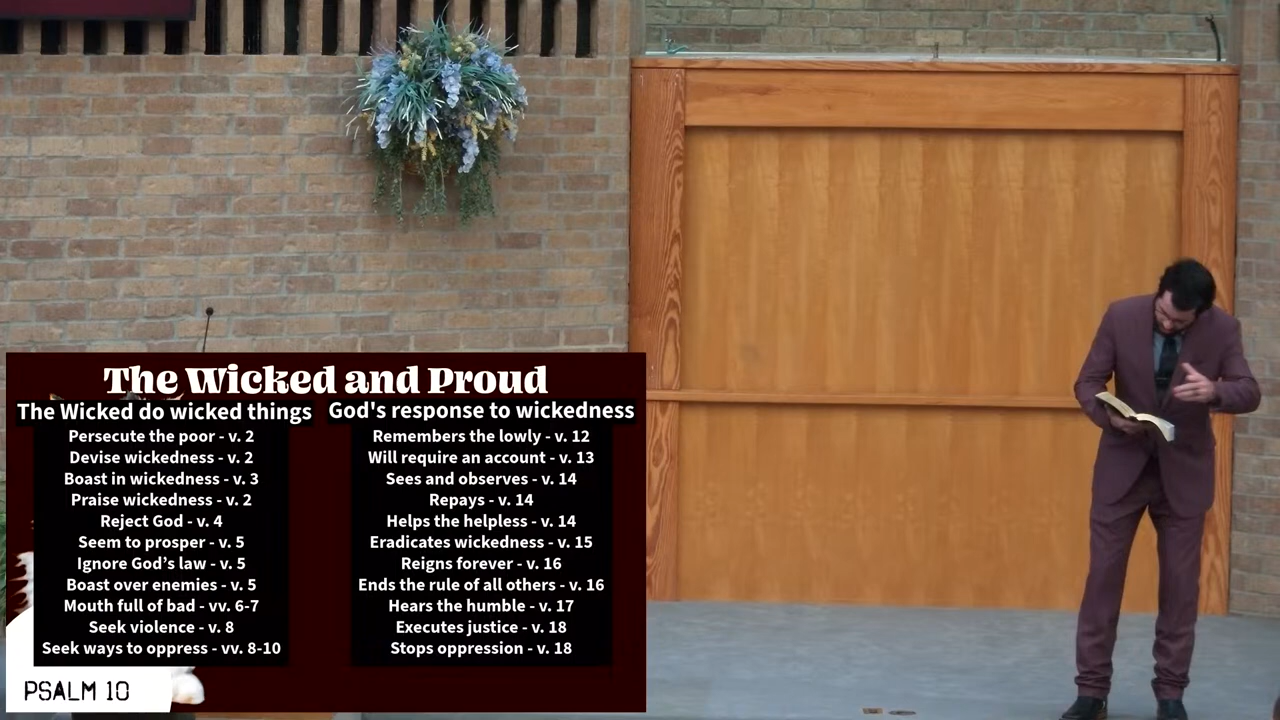 The Wicked and Proud
The Wicked do wicked things
Persecute the poor - v. 2
Devise wickedness - v. 2
Boast in wickedness - v. 3
Praise wickedness - v. 2
Reject God - v. 4
Seem to prosper - v. 5
Ignore God’s law - v. 5
Boast over enemies - v. 5
Mouth full of bad - vv. 6-7
Seek violence - v. 8
Seek ways to oppress - vv. 8-10
God's response to wickedness
Remembers the lowly - v. 12
Will require an account - v. 13
Sees and observes - v. 14
Repays - v. 14
Helps the helpless - v. 14
Eradicates wickedness - v. 15
Reigns forever - v. 16
Ends the rule of all others - v. 16
Hears the humble - v. 17
Executes justice - v. 18
Stops oppression - v. 18
PSALM 10